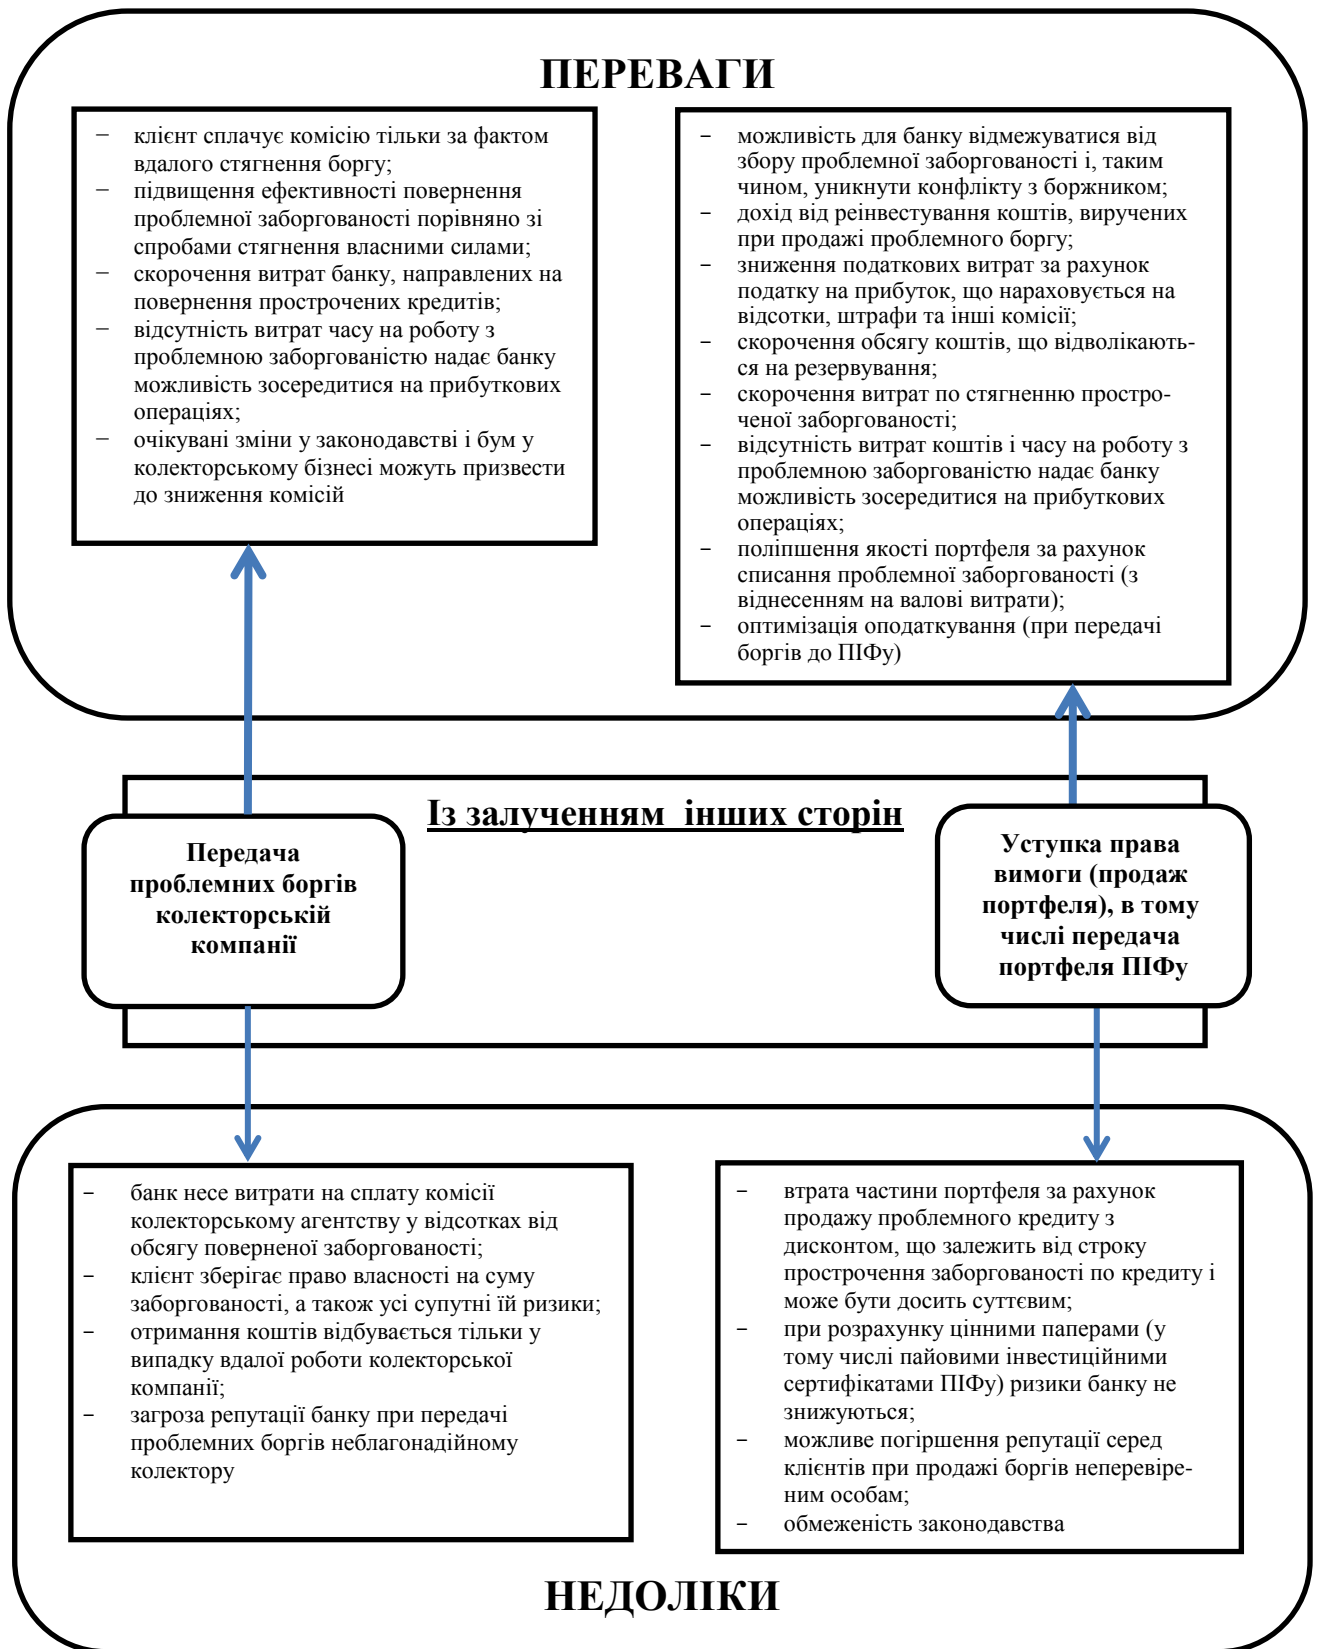 ПЕРЕВАГИ
− клієнт сплачує комісію тільки за фактом
вдалого стягнення боргу;
− підвищення ефективності повернення
проблемної заборгованості порівняно зі
спробами стягнення власними силами;
− скорочення витрат банку, направлених на
повернення прострочених кредитів;
− відсутність витрат часу на роботу з
проблемною заборгованістю надає банку
можливість зосередитися на прибуткових
операціях;
− очікувані зміни у законодавстві і бум у
колекторському бізнесі можуть призвести
до зниження комісій
- можливість для банку відмежуватися від
збору проблемної заборгованості і, таким
чином, уникнути конфлікту з боржником;
- дохід від реінвестування коштів, виручених
при продажі проблемного боргу;
- зниження податкових витрат за рахунок
податку на прибуток, що нараховується на
відсотки, штрафи та інші комісії;
- скорочення обсягу коштів, що відволікають-
ся на резервування;
- скорочення витрат по стягненню простро-
ченої заборгованості;
- відсутність витрат коштів і часу на роботу з
проблемною заборгованістю надає банку
можливість зосередитися на прибуткових
операціях;
- поліпшення якості портфеля за рахунок
списання проблемної заборгованості (з
віднесенням на валові витрати);
- оптимізація оподаткування (при передачі
боргів до ПІФу)
Із залученням інших сторін
Передача
проблемних боргів
колекторській
компанії
Уступка права
вимоги (продаж
портфеля), в тому
числі передача
портфеля ПІФу
- банк несе витрати на сплату комісії
колекторському агентству у відсотках від
обсягу поверненої заборгованості;
- клієнт зберігає право власності на суму
заборгованості, а також усі супутні їй ризики;
- отримання коштів відбувається тільки у
випадку вдалої роботи колекторської
компанії;
- загроза репутації банку при передачі
проблемних боргів неблагонадійному
колектору
- втрата частини портфеля за рахунок
продажу проблемного кредиту з
дисконтом, що залежить від строку
прострочення заборгованості по кредиту і
може бути досить суттєвим;
- при розрахунку цінними паперами (у
тому числі пайовими інвестиційними
сертифікатами ПІФу) ризики банку не
знижуються;
- можливе погіршення репутації серед
клієнтів при продажі боргів неперевіре-
ним особам;
- обмеженість законодавства
НЕДОЛІКИ